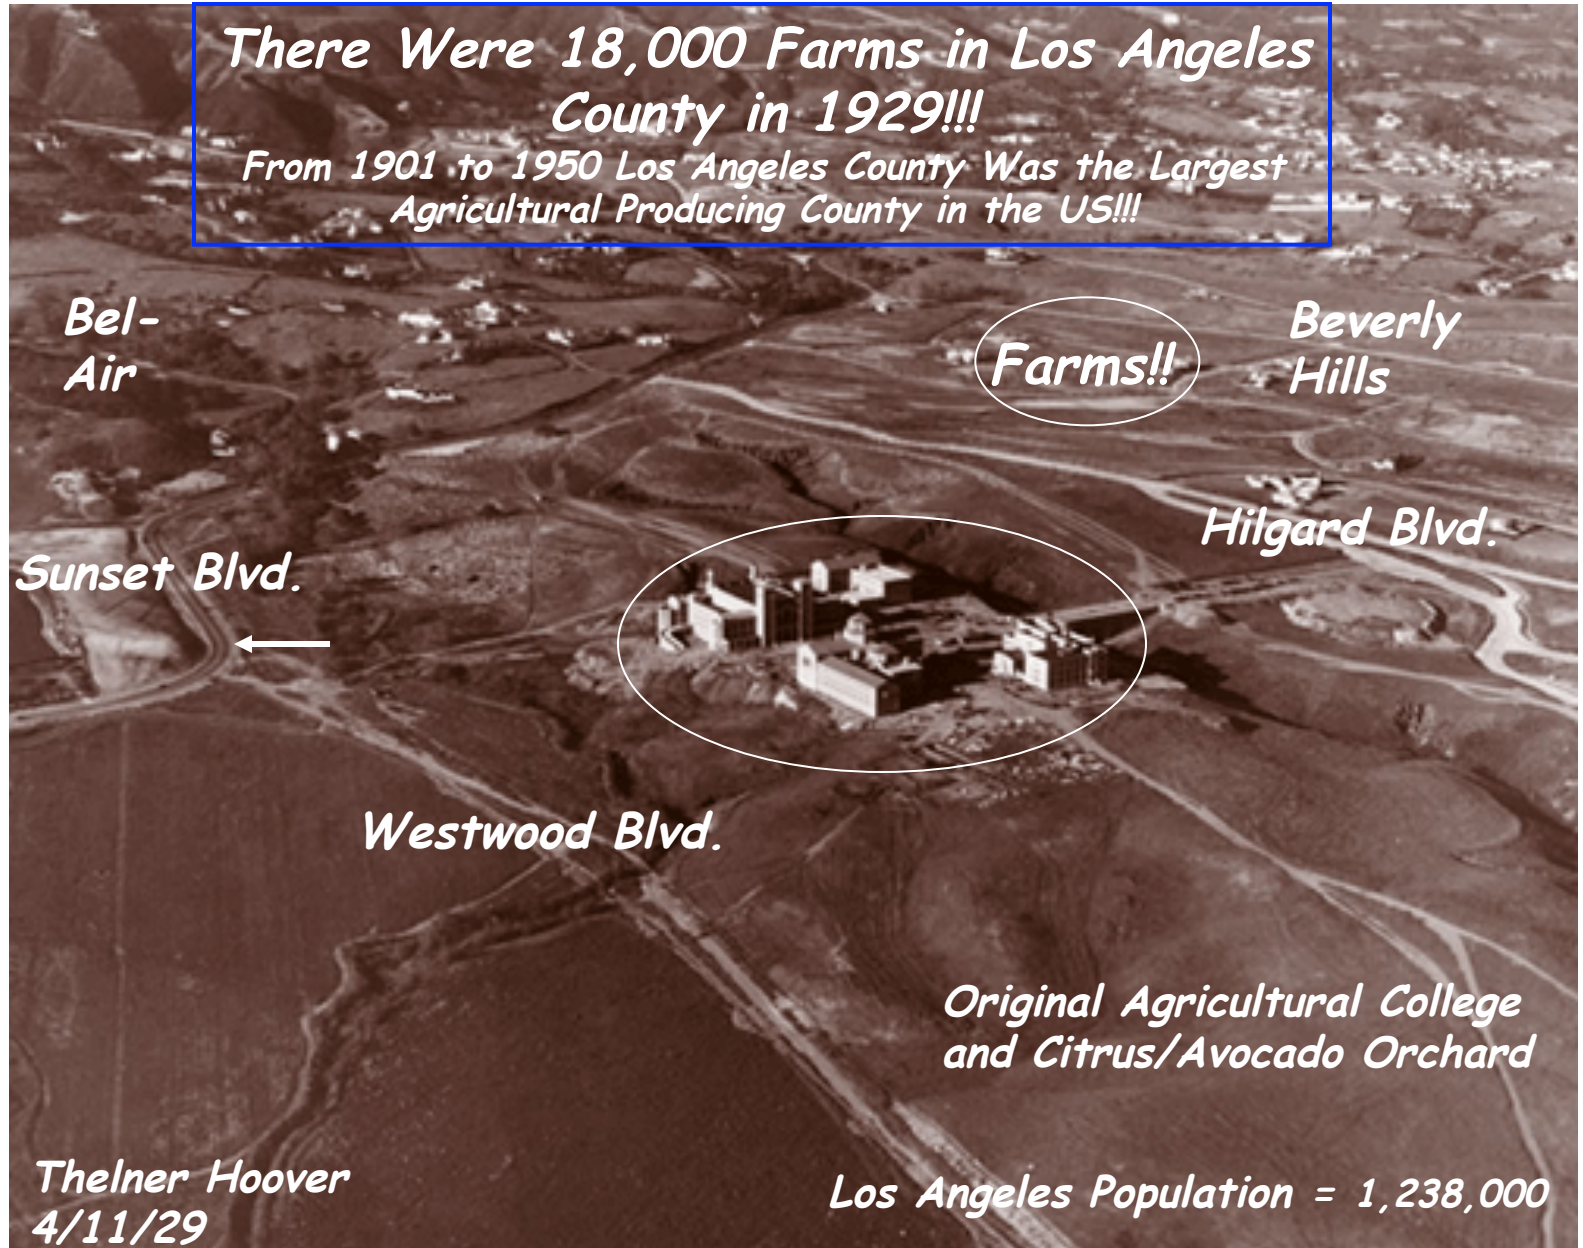 There Were 18,000 Farms in Los Angeles
County in 1929!!!
From 1901 to 1950 Los Angeles County Was the Largest
Agricultural Producing County in the US!!!
Bel-
Air
Farms!!
Beverly
Hills
Hilgard Blvd.
Sunset Blvd.
Westwood Blvd.
Original Agricultural College
and Citrus/Avocado Orchard
Thelner Hoover
4/11/29
Los Angeles Population = 1,238,000